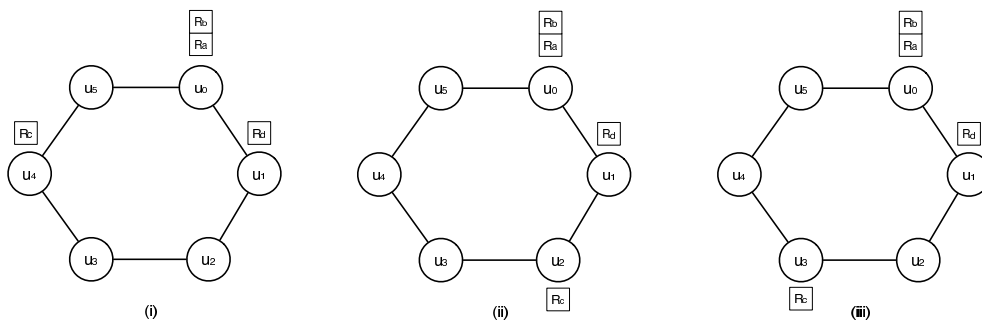 Rb Rb Rb
Ra Ra Ra
u5 u0 u5 u0 u5 u0
Rc Rd Rd Rd
u4 u1 u4 u1 u4 u1
u3 u2 u3 u2 u3 u2
Rc Rc
(i) (ii) (iii)